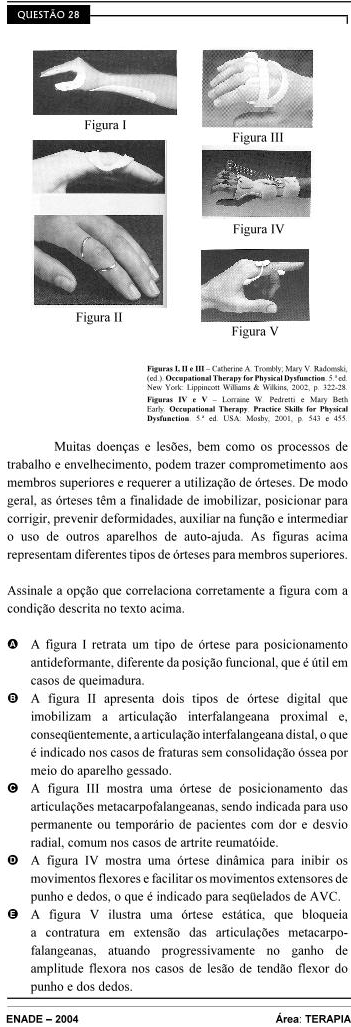 QUESTÃO 28
Figura I
Figura III
Figura IV
Figura II
Figura V
Figuras I, II e III – Catherine A. Trombly; Mary V. Radomski,
(ed.). Occupational Therapy for Physical Dysfunction. 5.ª ed.
New York: Lippincott Williams & Wilkins, 2002, p. 322-28.
Figuras IV e V – Lorraine W. Pedretti e Mary Beth
Early. Occupational Therapy. Practice Skills for Physical
Dysfunction. 5.ª ed. USA: Mosby, 2001, p. 543 e 455.
Muitas doenças e lesões, bem como os processos de
trabalho e envelhecimento, podem trazer comprometimento aos
membros superiores e requerer a utilização de órteses. De modo
geral, as órteses têm a finalidade de imobilizar, posicionar para
corrigir, prevenir deformidades, auxiliar na função e intermediar
o uso de outros aparelhos de auto-ajuda. As figuras acima
representam diferentes tipos de órteses para membros superiores.
Assinale a opção que correlaciona corretamente a figura com a
condição descrita no texto acima.
A A figura I retrata um tipo de órtese para posicionamento
antideformante, diferente da posição funcional, que é útil em
casos de queimadura.
B A figura II apresenta dois tipos de órtese digital que
imobilizam a articulação interfalangeana proximal e,
conseqüentemente, a articulação interfalangeana distal, o que
é indicado nos casos de fraturas sem consolidação óssea por
meio do aparelho gessado.
C A figura III mostra uma órtese de posicionamento das
articulações metacarpofalangeanas, sendo indicada para uso
permanente ou temporário de pacientes com dor e desvio
radial, comum nos casos de artrite reumatóide.
D A figura IV mostra uma órtese dinâmica para inibir os
movimentos flexores e facilitar os movimentos extensores de
punho e dedos, o que é indicado para seqüelados de AVC.
E A figura V ilustra uma órtese estática, que bloqueia
a contratura em extensão das articulações metacarpo-
falangeanas, atuando progressivamente no ganho de
amplitude flexora nos casos de lesão de tendão flexor do
punho e dos dedos.
ENADE – 2004
Área: TERAPIA